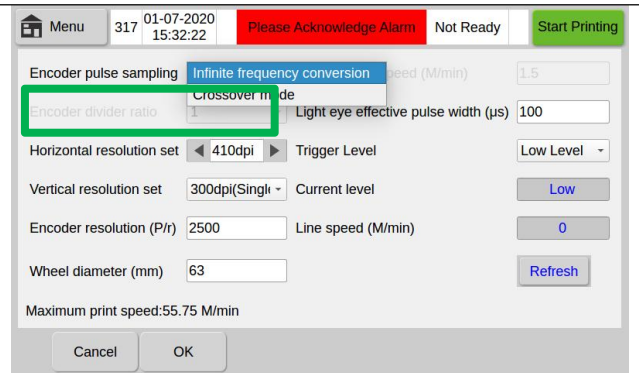 Menu
317
01-07-2020
15:32:22
Please Acknowledge Alarm
Not Ready
Start Printing
Encoder pulse sampling
Infinite frequency conversion
Crossover mode
(M/min)
1.5
Encoder divider ratio
1
Light eye effective pulse width (μs)
100
Horizontal resolution set
410dpi
Trigger Level
Low Level
Vertical resolution set
300dpi(Singl
Current level
Low
Encoder resolution (P/r)
2500
Line speed (M/min)
0
Wheel diameter (mm)
63
Refresh
Maximum print speed:55.75 M/min
Cancel
OK